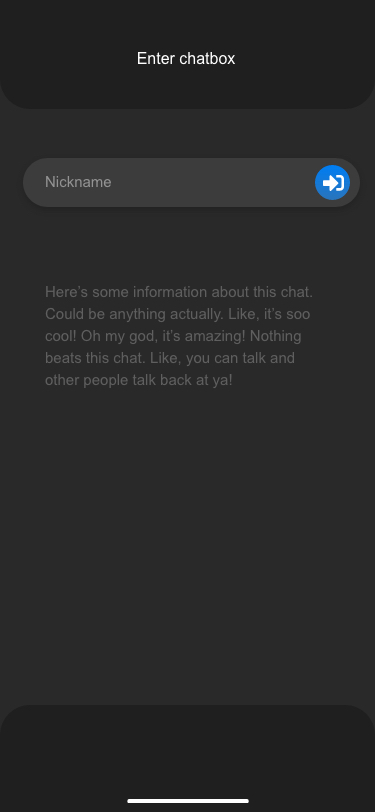 Enter chatbox
Nickname
Here’s some information about this chat.
Could be anything actually. Like, it’s soo
cool! Oh my god, it’s amazing! Nothing
beats this chat. Like, you can talk and
other people talk back at ya!